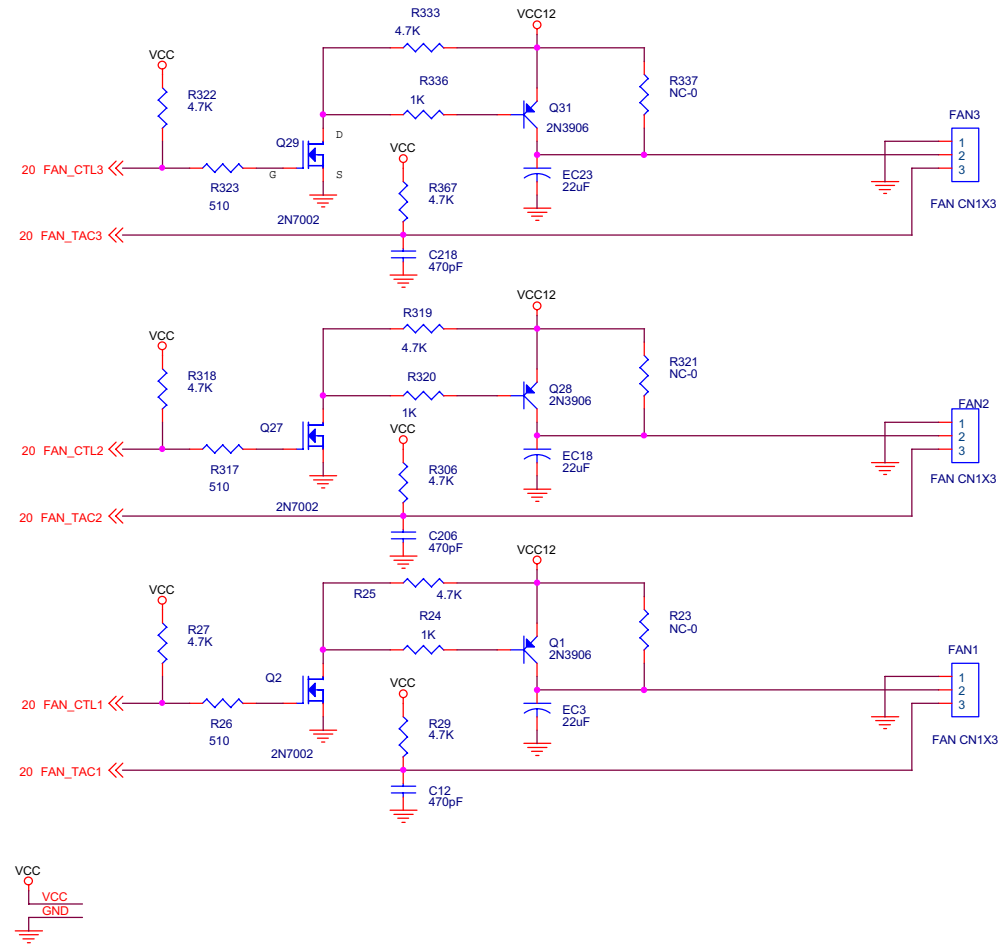 R333
4.7K
VCC12
VCC
R322
4.7K
R336
1K
Q31
2N3906
R337
NC-0
FAN3
Q29
D
G
S
VCC
20 FAN_CTL3
R323
510
R367
4.7K
EC23
22uF
1
2
3
FAN CN1X3
2N7002
20 FAN_TAC3
C218
470pF
VCC12
R319
4.7K
VCC
R318
4.7K
R320
1K
Q28
2N3906
R321
NC-0
FAN2
Q27
VCC
20 FAN_CTL2
R317
510
R306
4.7K
EC18
22uF
1
2
3
FAN CN1X3
2N7002
20 FAN_TAC2
C206
470pF
VCC12
R25
4.7K
VCC
R27
4.7K
R24
1K
Q1
2N3906
R23
NC-0
FAN1
Q2
VCC
20 FAN_CTL1
R26
510
R29
4.7K
EC3
22uF
1
2
3
FAN CN1X3
2N7002
20 FAN_TAC1
C12
470pF
VCC
VCC
GND